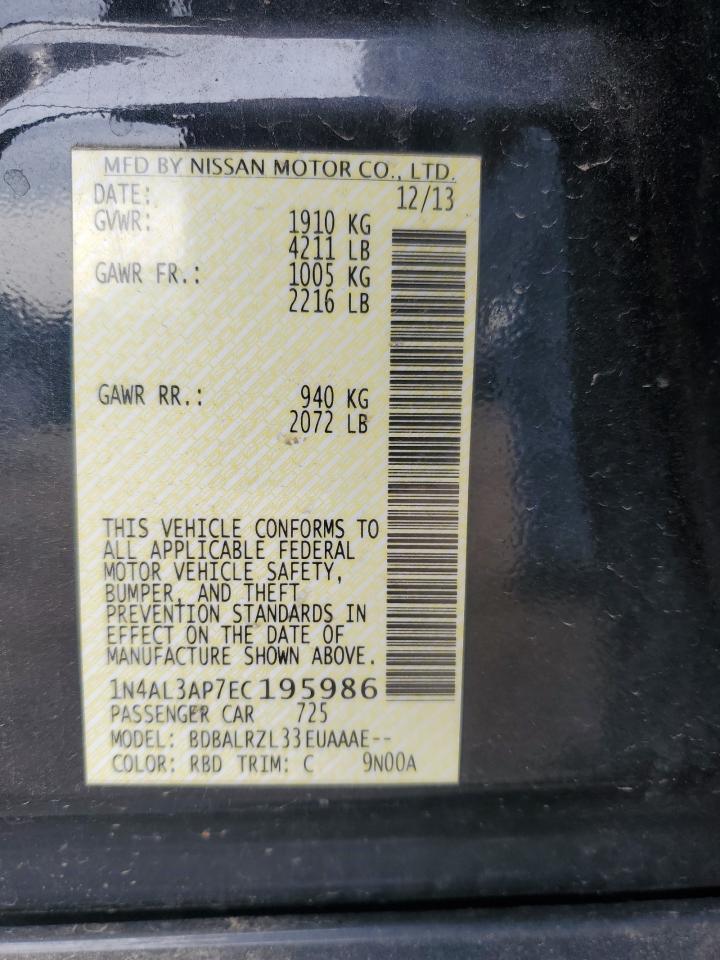 MFD BY NISSAN MOTOR CO., LTD.
DATE: 12/13
GVWR: 1910 KG
4211 LB
GAWR FR.: 1005 KG
2216 LB
GAWR RR.: 940 KG
2072 LB
THIS VEHICLE CONFORMS TO
ALL APPLICABLE FEDERAL
MOTOR VEHICLE SAFETY,
BUMPER, AND THEFT
PREVENTION STANDARDS IN
EFFECT ON THE DATE OF
MANUFACTURE SHOWN ABOVE.
1N4AL3AP7EC195986
PASSENGER CAR 725
MODEL: BDBALRZL33EUAAAE--
COLOR: RBD TRIM: C 9N00A